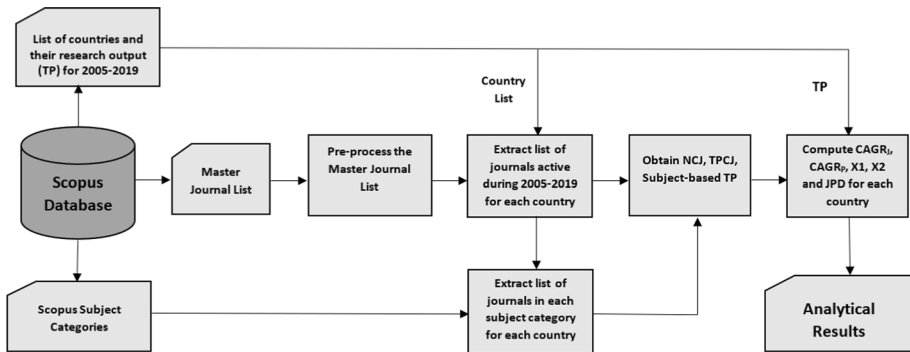 List of countries and
their research output
(TP) for 2005-2019
Country
List
TP
Scopus
Database
Master
Journal List
Pre-process the
Master Journal
List
Extract list of
journals active
during 2005-2019
for each country
Obtain NCJ, TPCJ,
Subject-based TP
Compute CAGRJ,
CAGRP, X1, X2
and JPD for each
country
Scopus Subject
Categories
Extract list of
journals in each
subject category
for each country
Analytical
Results